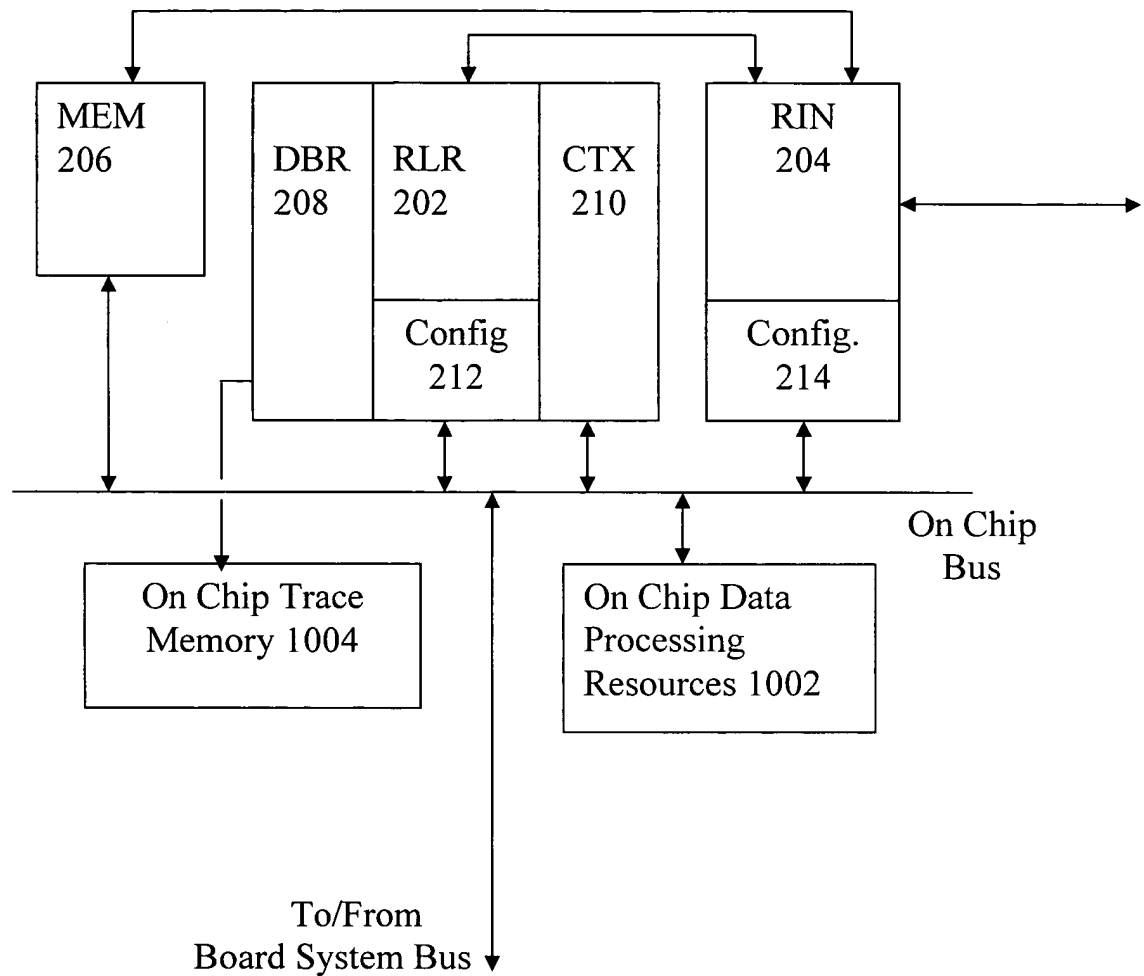 MEM
206
DBR
208
RLR
202
CTX
210
RIN
204
Config
212
Config.
214
On Chip
Bus
On Chip Trace
Memory 1004
On Chip Data
Processing
Resources 1002
To/From
Board System Bus